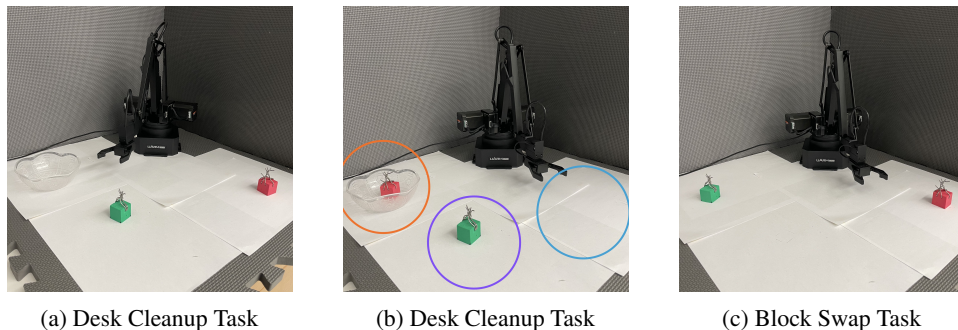 (a) Desk Cleanup Task
(b) Desk Cleanup Task
(c) Block Swap Task